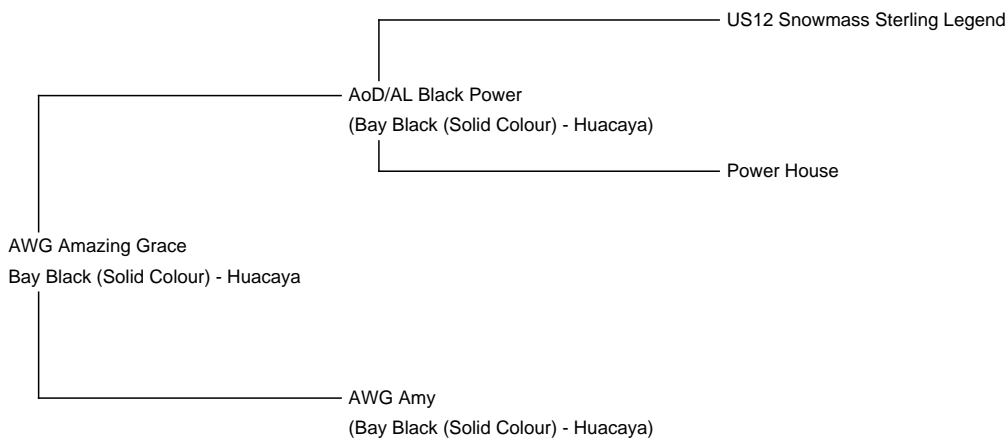 US12 Snowmass Sterling Legend
AoD/AL Black Power
(Bay Black (Solid Colour) - Huacaya)
Power House
AWG Amazing Grace
Bay Black (Solid Colour) - Huacaya
AWG Amy
(Bay Black (Solid Colour) - Huacaya)